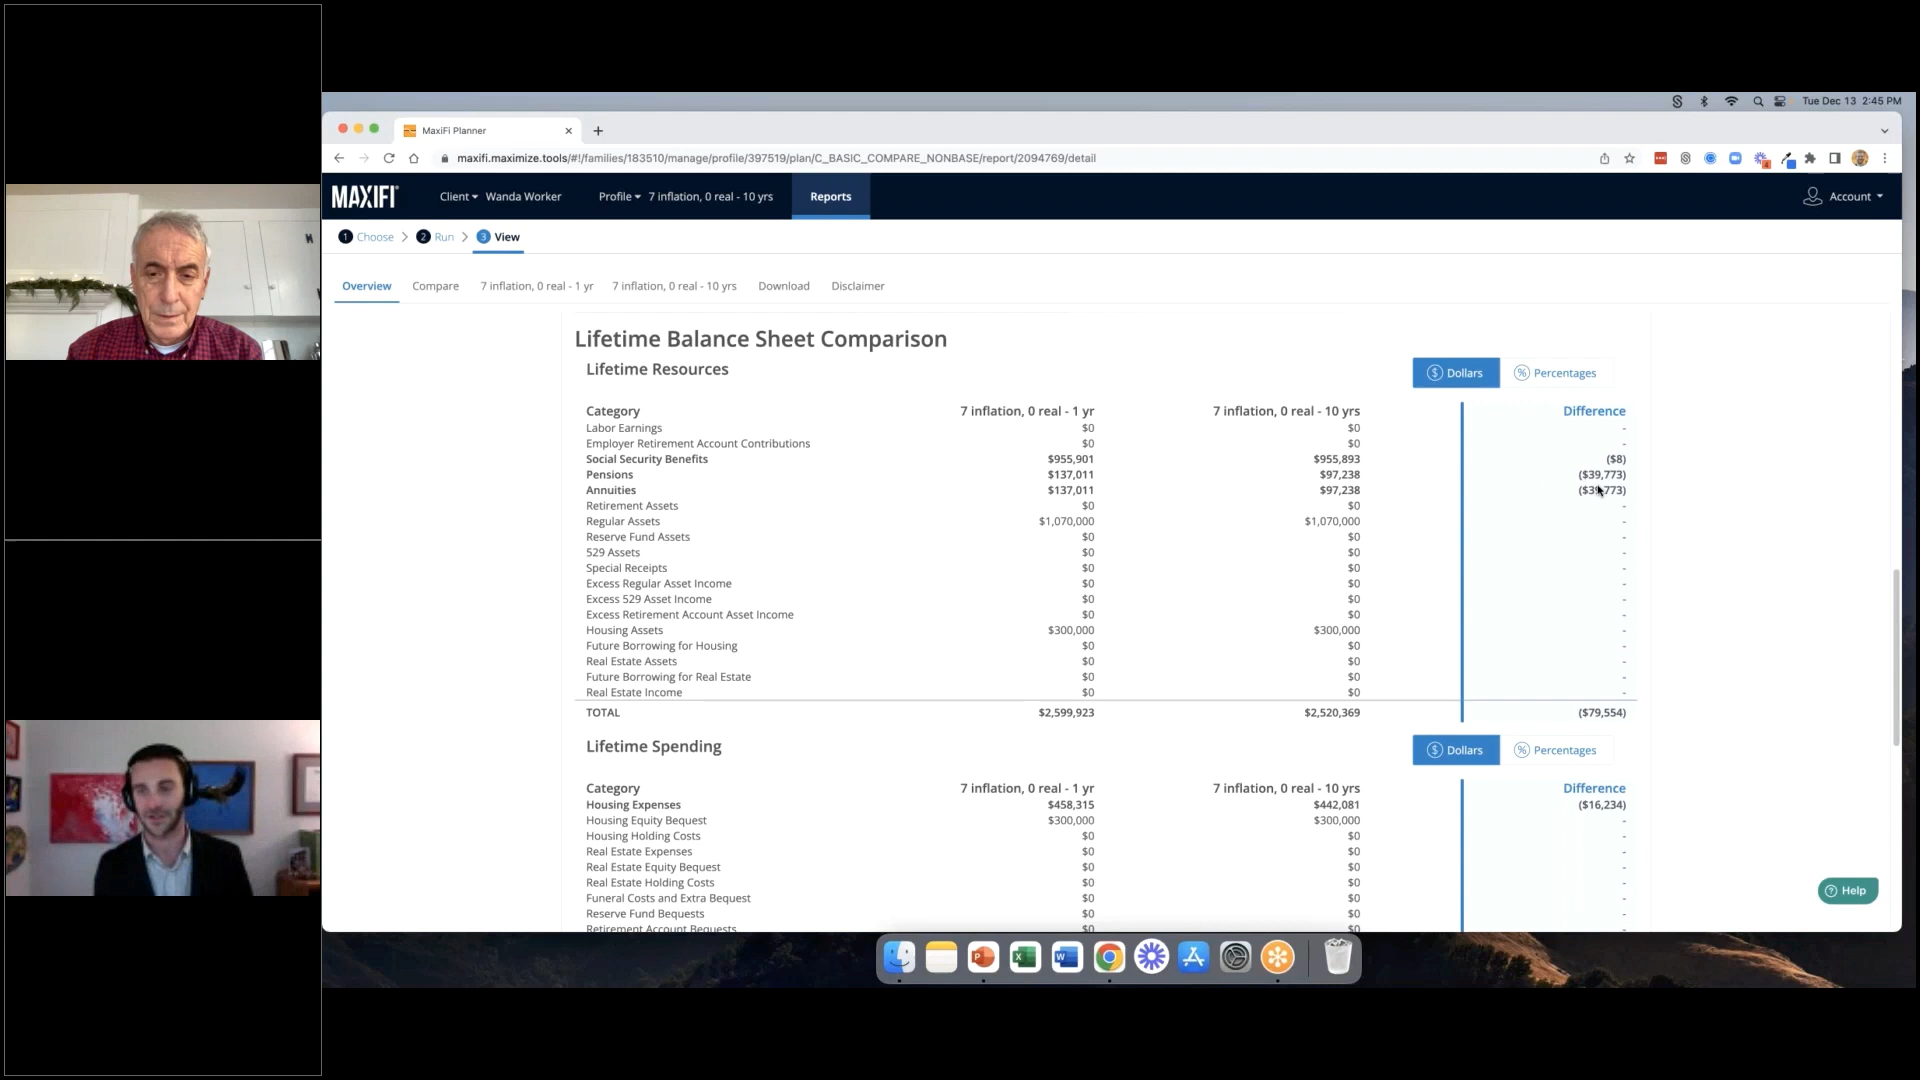 Tue Dec 13 2:45 PM
MaxiFi Planner
maxifi.maximize.tools/#!/families/183510/manage/profile/397519/plan/C_BASIC_COMPARE_NONBASE/report/2094769/detail
MAXIFI Client Wanda Worker Profile 7 inflation, 0 real - 10 yrs Reports Account
1 Choose 2 Run 3 View
Overview Compare 7 inflation, 0 real - 1 yr 7 inflation, 0 real - 10 yrs Download Disclaimer
Lifetime Balance Sheet Comparison
Lifetime Resources $ Dollars % Percentages
Category 7 inflation, 0 real - 1 yr 7 inflation, 0 real - 10 yrs Difference
Labor Earnings $0 $0 -
Employer Retirement Account Contributions $0 $0 -
Social Security Benefits $955,901 $955,893 ($8)
Pensions $137,011 $97,238 ($39,773)
Annuities $137,011 $97,238 ($39,773)
Retirement Assets $0 $0 -
Regular Assets $1,070,000 $1,070,000 -
Reserve Fund Assets $0 $0 -
529 Assets $0 $0 -
Special Receipts $0 $0 -
Excess Regular Asset Income $0 $0 -
Excess 529 Asset Income $0 $0 -
Excess Retirement Account Asset Income $0 $0 -
Housing Assets $300,000 $300,000 -
Future Borrowing for Housing $0 $0 -
Real Estate Assets $0 $0 -
Future Borrowing for Real Estate $0 $0 -
Real Estate Income $0 $0 -
TOTAL $2,599,923 $2,520,369 ($79,554)
Lifetime Spending $ Dollars % Percentages
Category 7 inflation, 0 real - 1 yr 7 inflation, 0 real - 10 yrs Difference
Housing Expenses $458,315 $442,081 ($16,234)
Housing Equity Bequest $300,000 $300,000 -
Housing Holding Costs $0 $0 -
Real Estate Expenses $0 $0 -
Real Estate Equity Bequest $0 $0 -
Real Estate Holding Costs $0 $0 -
Funeral Costs and Extra Bequest $0 $0 -
Reserve Fund Bequests $0 $0 -
Retirement Account Bequests $0 $0 -
Help